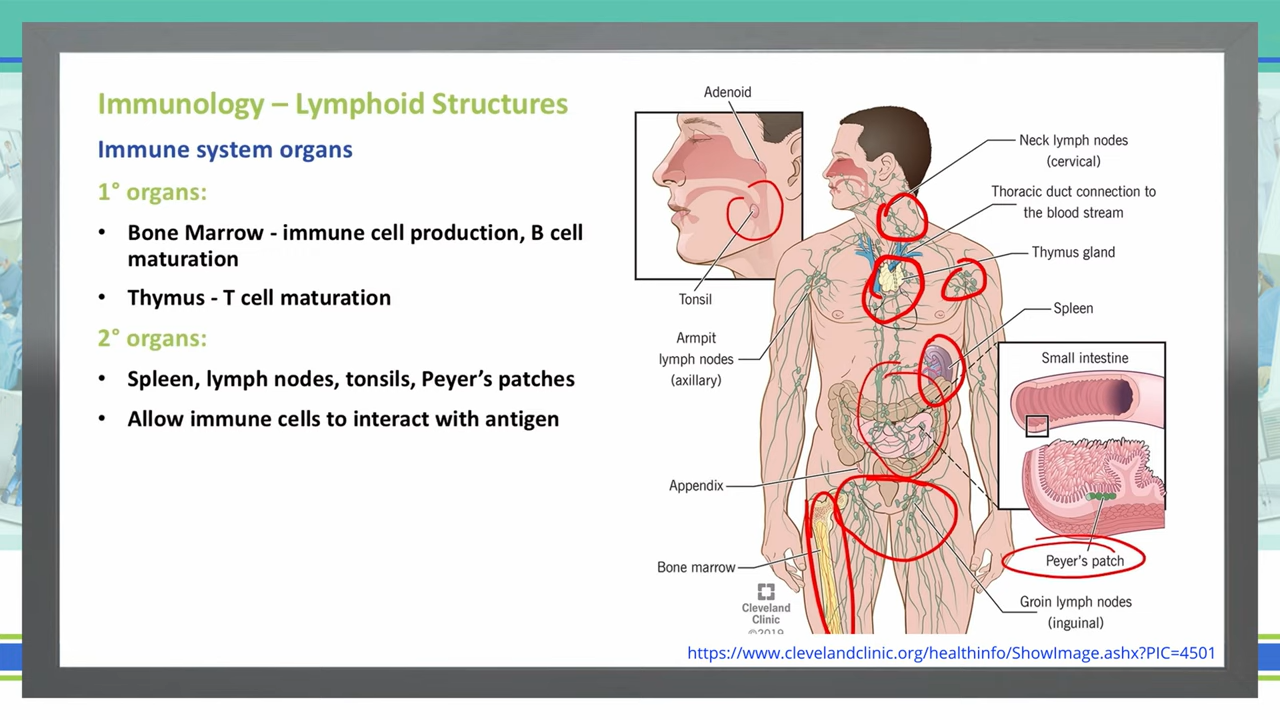 Immunology – Lymphoid Structures
Immune system organs
1° organs:
• Bone Marrow - immune cell production, B cell
maturation
• Thymus - T cell maturation
2° organs:
• Spleen, lymph nodes, tonsils, Peyer’s patches
• Allow immune cells to interact with antigen
Adenoid
Tonsil
Neck lymph nodes
(cervical)
Thoracic duct connection to
the blood stream
Thymus gland
Spleen
Armpit
lymph nodes
(axillary)
Small intestine
Appendix
Peyer’s patch
Bone marrow
Groin lymph nodes
(inguinal)
Cleveland
Clinic
©2019
https://www.clevelandclinic.org/healthinfo/ShowImage.ashx?PIC=4501